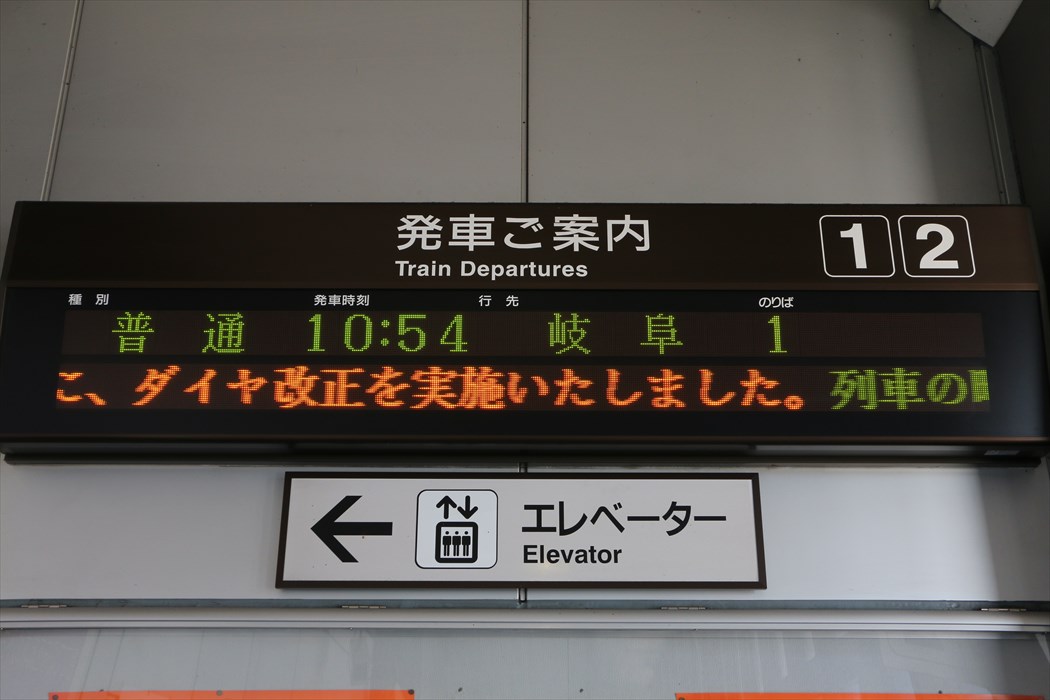 発車ご案内
Train Departures
1 2
種別 発車時刻 行先 のりば
普通 10:54 岐阜 1
、ダイヤ改正を実施いたしました。列車の
エレベーター
Elevator